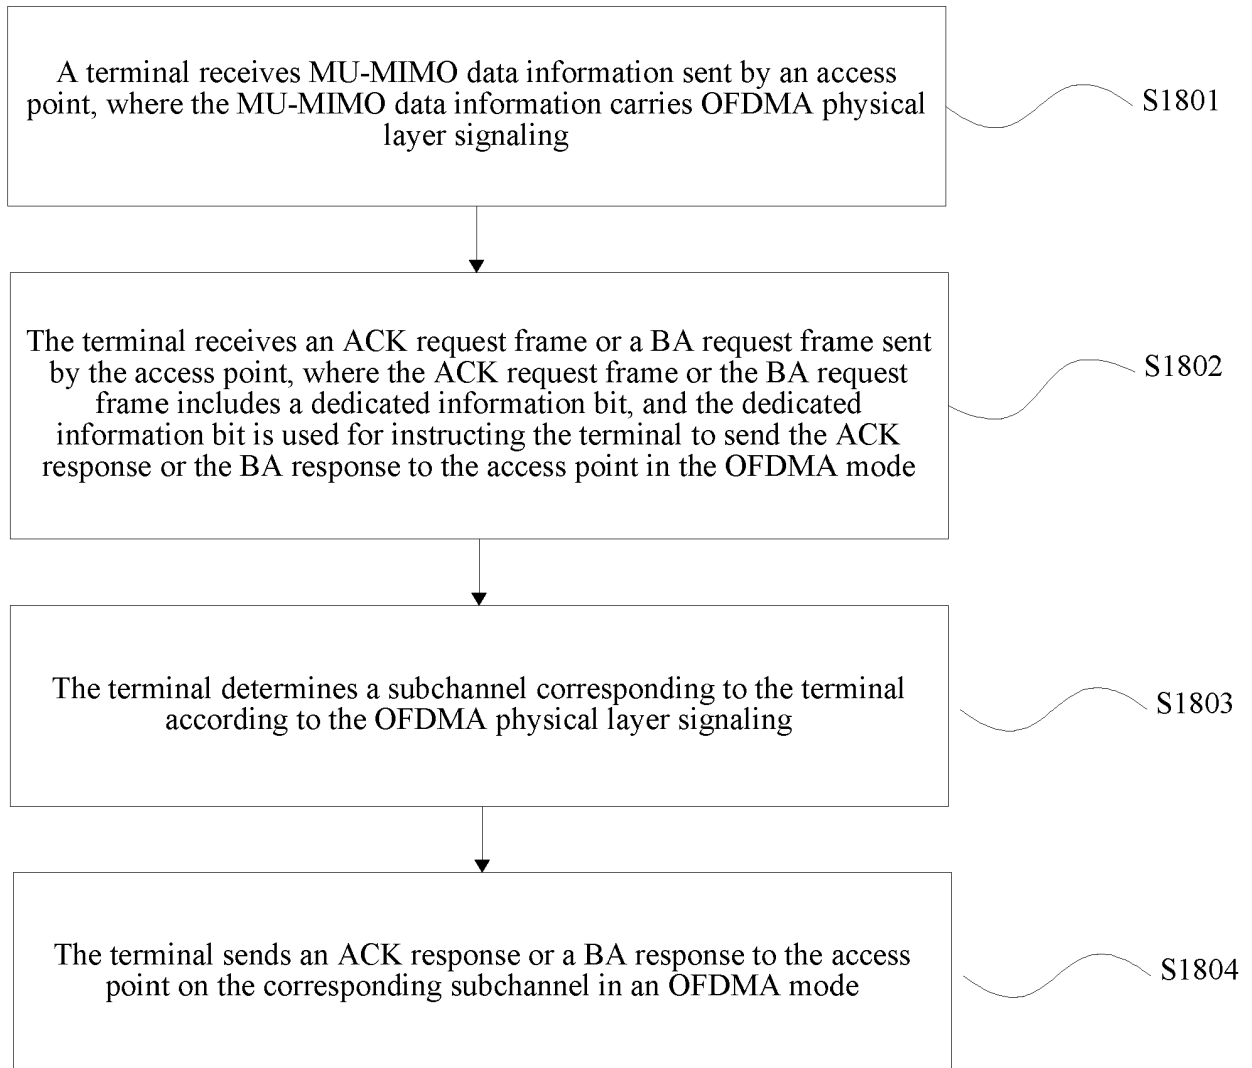 A terminal receives MU-MIMO data information sent by an access
point, where the MU-MIMO data information carries OFDMA physical
layer signaling
S1801
The terminal receives an ACK request frame or a BA request frame sent
by the access point, where the ACK request frame or the BA request
frame includes a dedicated information bit, and the dedicated
information bit is used for instructing the terminal to send the ACK
response or the BA response to the access point in the OFDMA mode
S1802
The terminal determines a subchannel corresponding to the terminal
according to the OFDMA physical layer signaling
S1803
The terminal sends an ACK response or a BA response to the access
point on the corresponding subchannel in an OFDMA mode
S1804